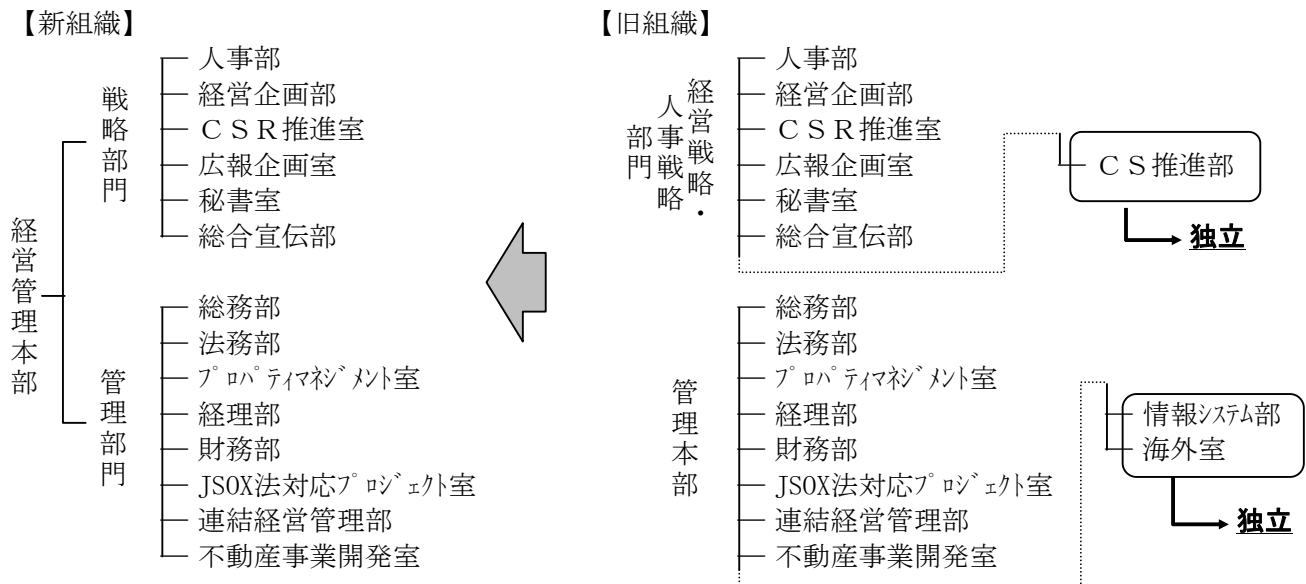 【新組織】
経営管理本部
戦略部門
人事部
経営企画部
ＣＳＲ推進室
広報企画室
秘書室
総合宣伝部
管理部門
総務部
法務部
ﾌﾟﾛﾊﾟﾃｨﾏﾈｼﾞﾒﾝﾄ室
経理部
財務部
JSOX法対応ﾌﾟﾛｼﾞｪｸﾄ室
連結経営管理部
不動産事業開発室
【旧組織】
経営戦略・
人事戦略
部門
人事部
経営企画部
ＣＳＲ推進室
広報企画室
秘書室
総合宣伝部
ＣＳ推進部
独立
管理本部
総務部
法務部
ﾌﾟﾛﾊﾟﾃｨﾏﾈｼﾞﾒﾝﾄ室
経理部
財務部
JSOX法対応ﾌﾟﾛｼﾞｪｸﾄ室
連結経営管理部
不動産事業開発室
情報ｼｽﾃﾑ部
海外室
独立